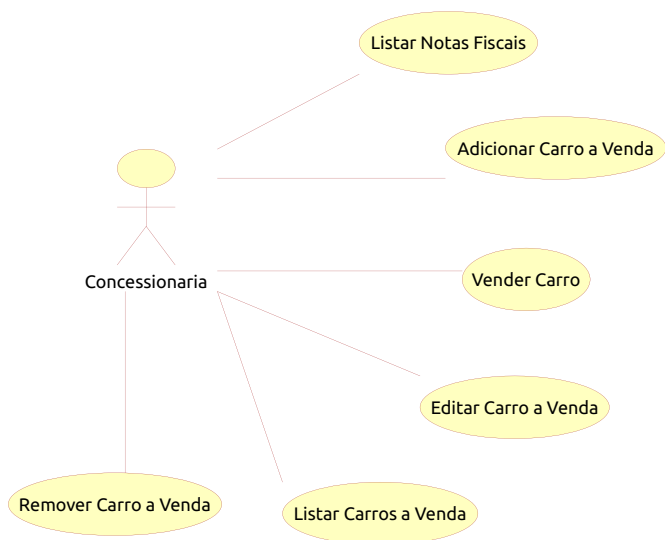 Listar Notas Fiscais
Adicionar Carro a Venda
Concessionaria
Vender Carro
Editar Carro a Venda
Remover Carro a Venda
Listar Carros a Venda